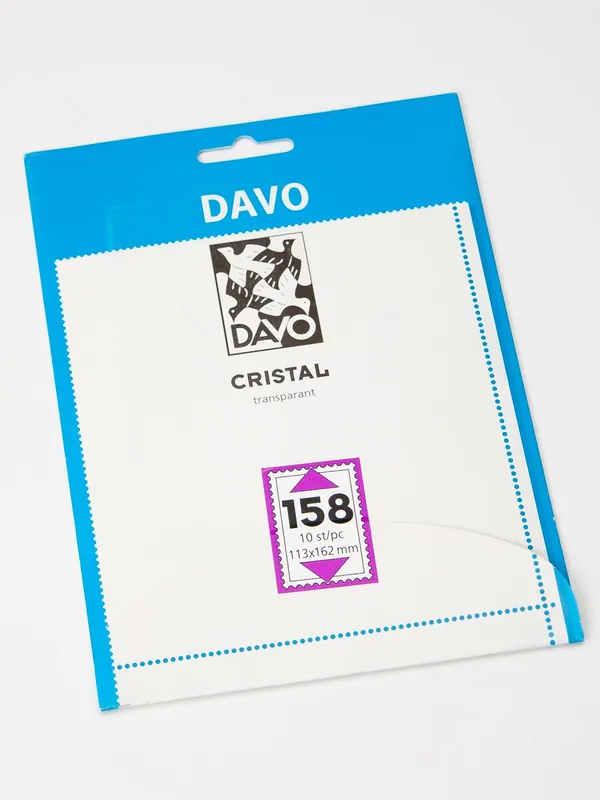 DAVO
DAVO
CRISTAL
transparant
158
10 st/pc
113x162 mm